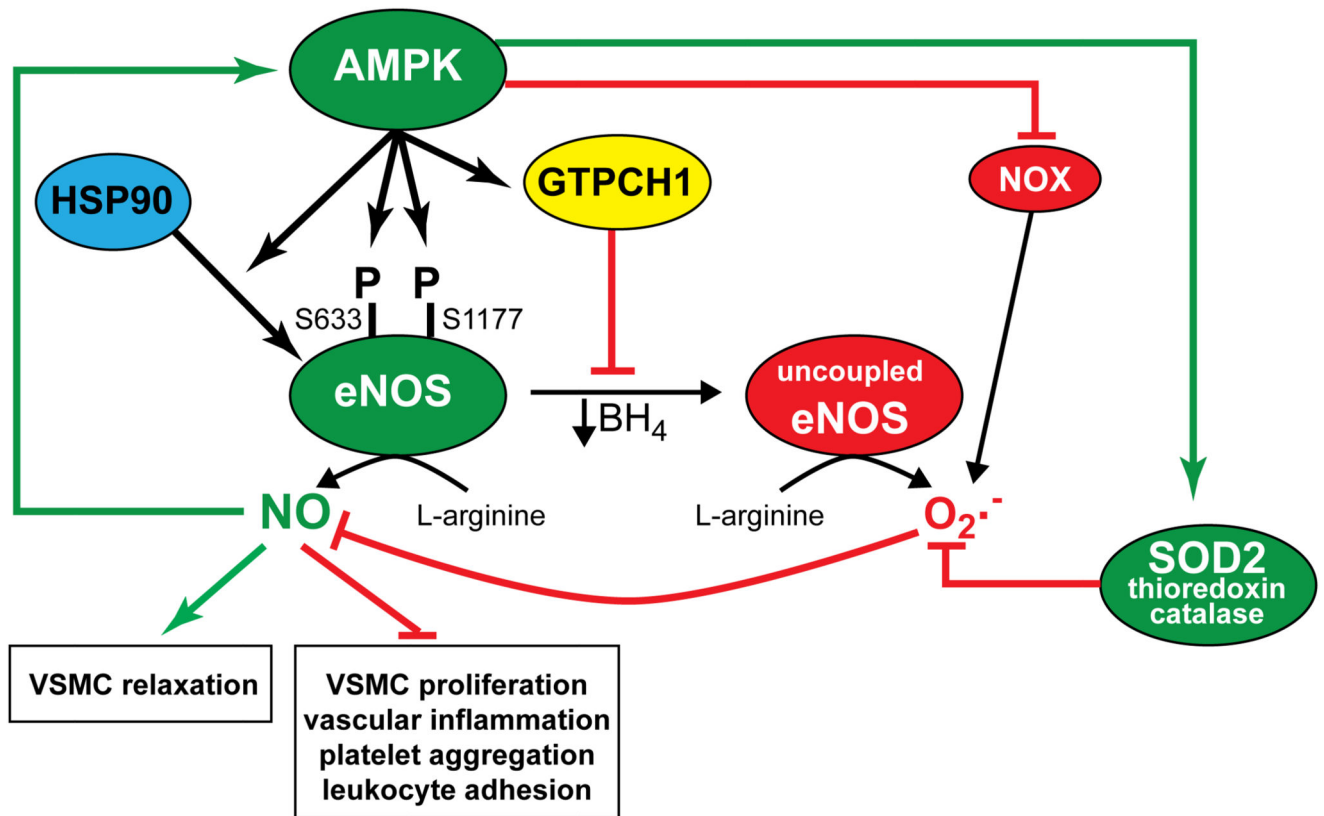 AMPK
HSP90
GTPCH1
NOX
P P
S633 S1177
eNOS
BH4
uncoupled
eNOS
NO
L-arginine
L-arginine
O2·-
SOD2
thioredoxin
catalase
VSMC relaxation
VSMC proliferation
vascular inflammation
platelet aggregation
leukocyte adhesion